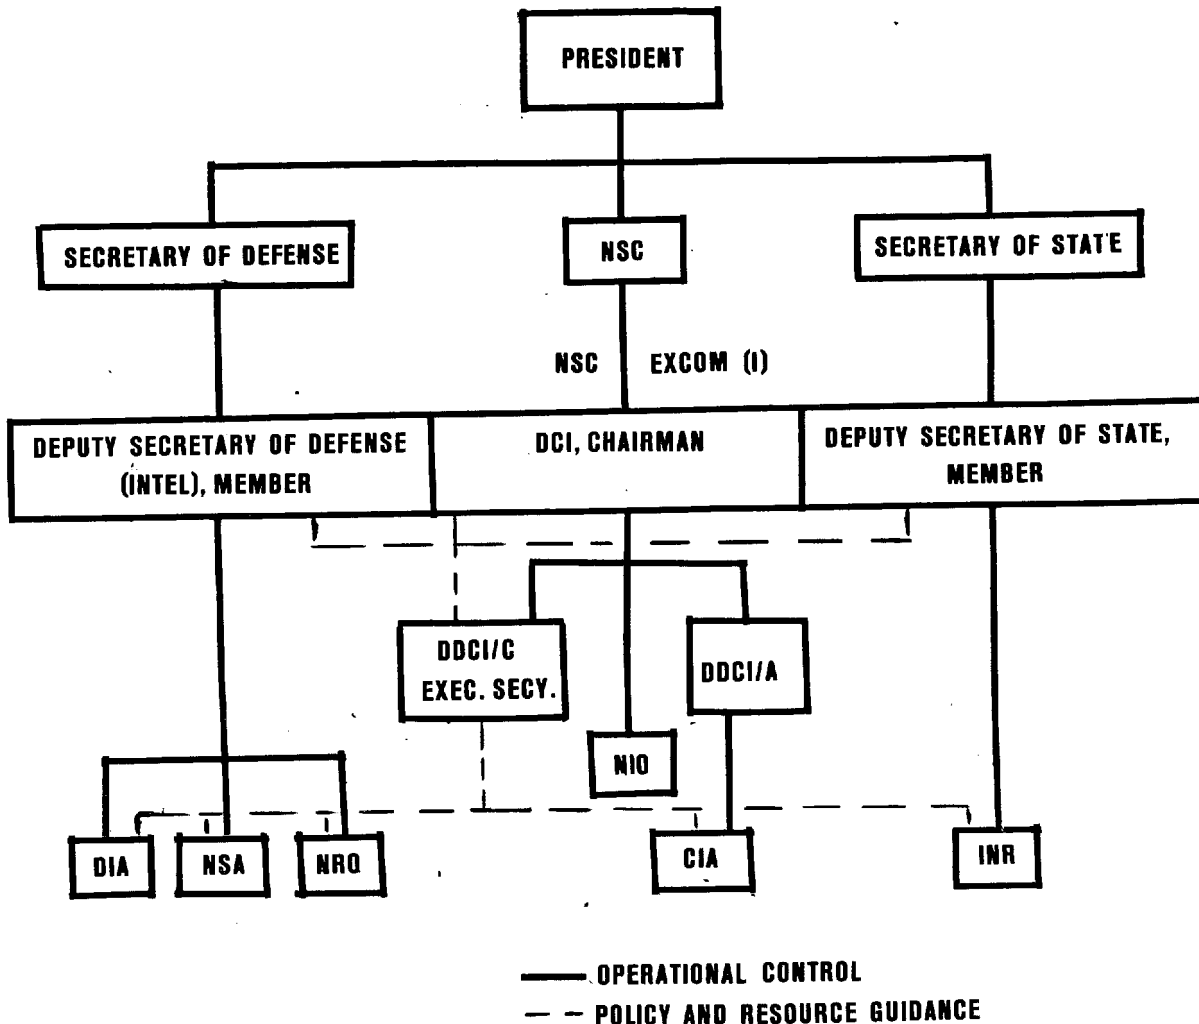 PRESIDENT
SECRETARY OF DEFENSE
NSC
SECRETARY OF STATE
NSC EXCOM (I)
DEPUTY SECRETARY OF DEFENSE
(INTEL), MEMBER
DCI, CHAIRMAN
DEPUTY SECRETARY OF STATE,
MEMBER
DDCI/C
EXEC. SECY.
DDCI/A
NIO
DIA
NSA
NRO
CIA
INR
OPERATIONAL CONTROL
POLICY AND RESOURCE GUIDANCE